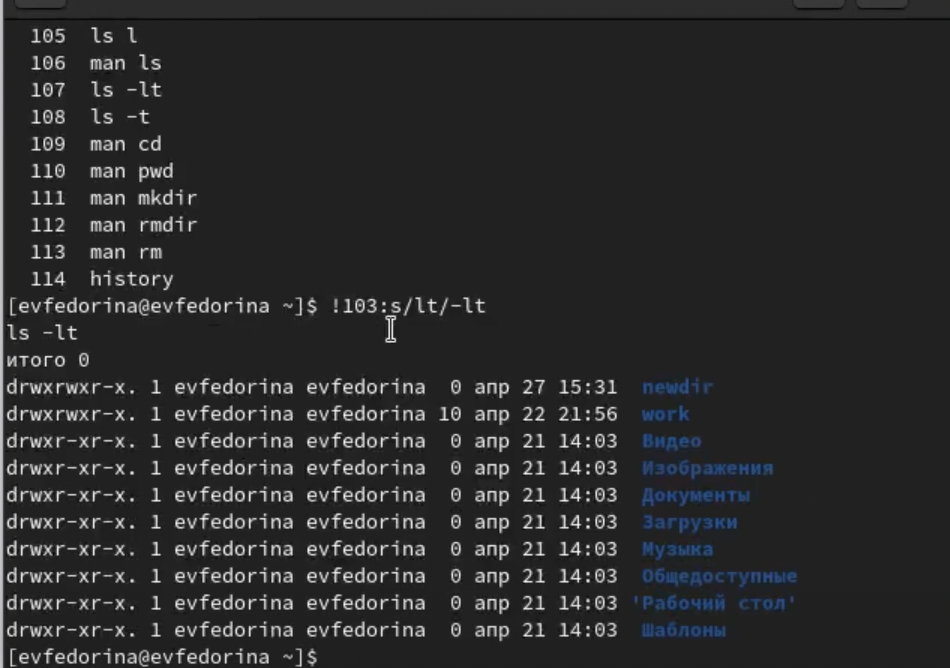 105 ls l
106 man ls
107 ls -lt
108 ls -t
109 man cd
110 man pwd
111 man mkdir
112 man rmdir
113 man rm
114 history
[evfedorina@evfedorina ~]$ !103:s/lt/-lt
ls -lt
итого 0
drwxrwxr-x. 1 evfedorina evfedorina 0 апр 27 15:31 newdir
drwxrwxr-x. 1 evfedorina evfedorina 10 апр 22 21:56 work
drwxr-xr-x. 1 evfedorina evfedorina 0 апр 21 14:03 Видео
drwxr-xr-x. 1 evfedorina evfedorina 0 апр 21 14:03 Изображения
drwxr-xr-x. 1 evfedorina evfedorina 0 апр 21 14:03 Документы
drwxr-xr-x. 1 evfedorina evfedorina 0 апр 21 14:03 Загрузки
drwxr-xr-x. 1 evfedorina evfedorina 0 апр 21 14:03 Музыка
drwxr-xr-x. 1 evfedorina evfedorina 0 апр 21 14:03 Общедоступные
drwxr-xr-x. 1 evfedorina evfedorina 0 апр 21 14:03 'Рабочий стол'
drwxr-xr-x. 1 evfedorina evfedorina 0 апр 21 14:03 Шаблоны
[evfedorina@evfedorina ~]$